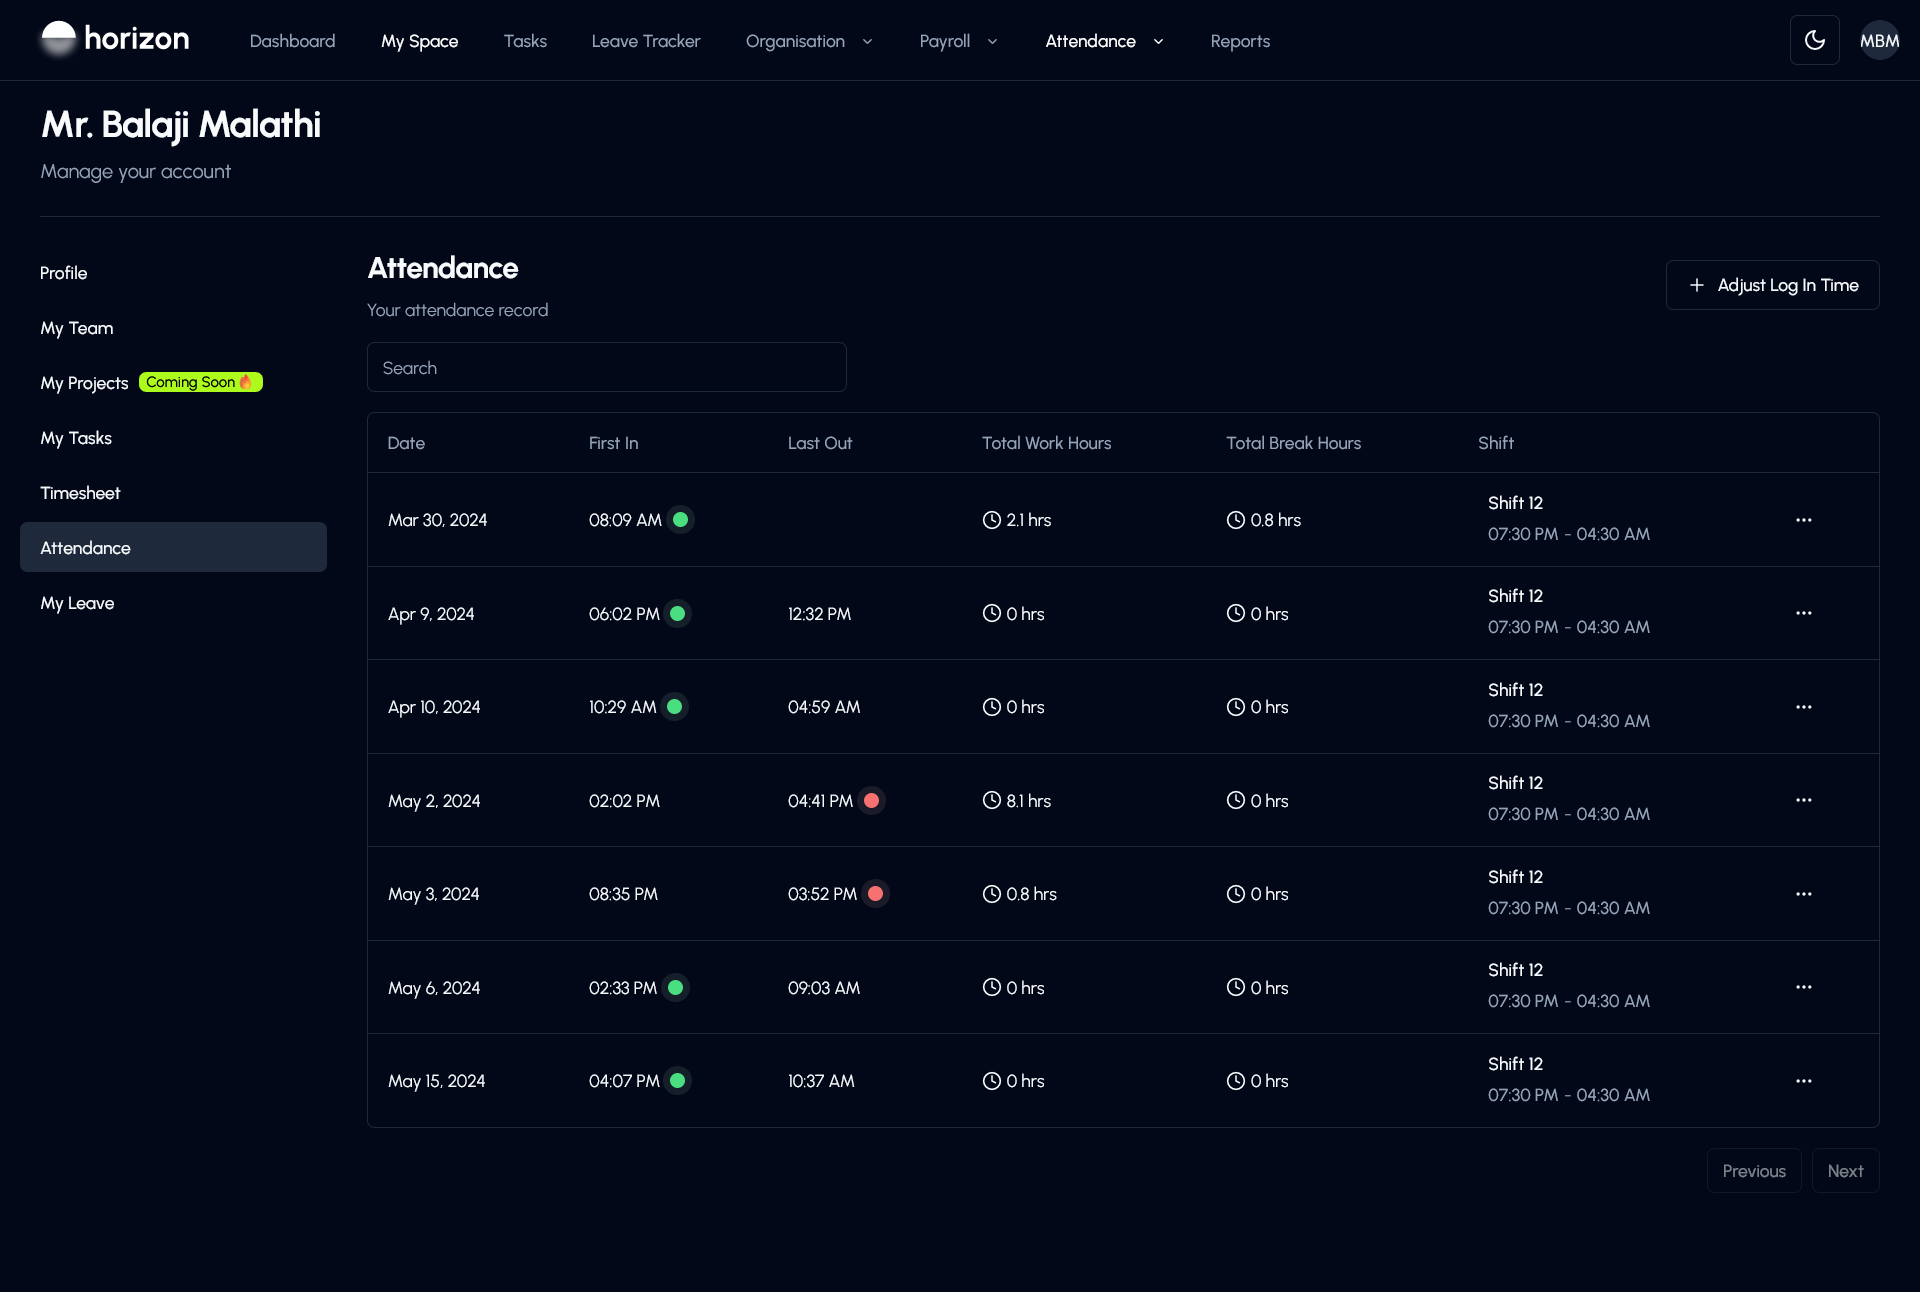 horizon Dashboard My Space Tasks Leave Tracker Organisation Payroll Attendance Reports MBM
Mr. Balaji Malathi
Manage your account
Profile
My Team
My Projects Coming Soon🔥
My Tasks
Timesheet
Attendance
My Leave
Attendance
Your attendance record
Adjust Log In Time
Search
Date First In Last Out Total Work Hours Total Break Hours Shift
Mar 30, 2024 08:09 AM 2.1 hrs 0.8 hrs Shift 12
07:30 PM - 04:30 AM
Apr 9, 2024 06:02 PM 12:32 PM 0 hrs 0 hrs Shift 12
07:30 PM - 04:30 AM
Apr 10, 2024 10:29 AM 04:59 AM 0 hrs 0 hrs Shift 12
07:30 PM - 04:30 AM
May 2, 2024 02:02 PM 04:41 PM 8.1 hrs 0 hrs Shift 12
07:30 PM - 04:30 AM
May 3, 2024 08:35 PM 03:52 PM 0.8 hrs 0 hrs Shift 12
07:30 PM - 04:30 AM
May 6, 2024 02:33 PM 09:03 AM 0 hrs 0 hrs Shift 12
07:30 PM - 04:30 AM
May 15, 2024 04:07 PM 10:37 AM 0 hrs 0 hrs Shift 12
07:30 PM - 04:30 AM
Previous Next